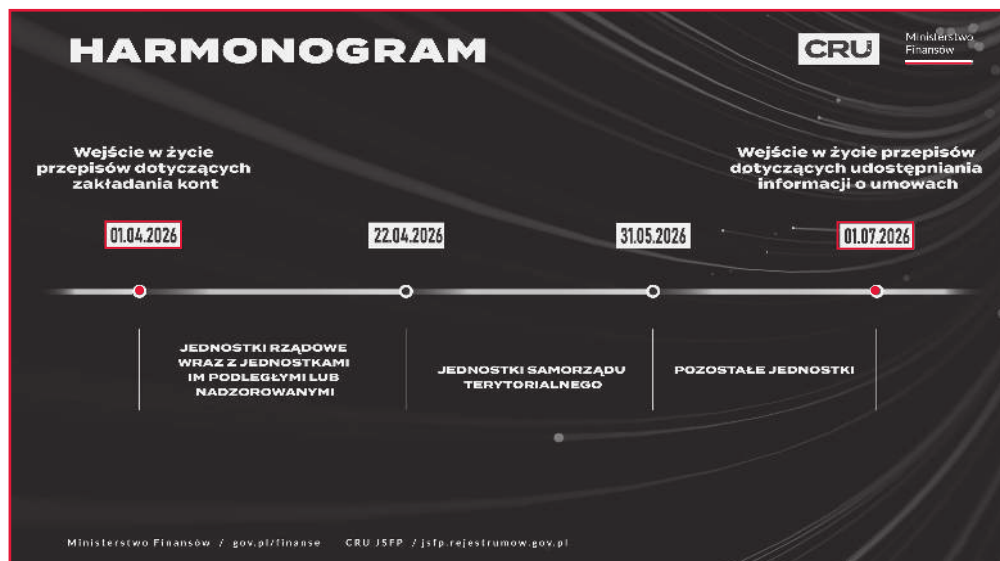 HARMONOGRAM
CRU
Ministerstwo
Finansów
Wejście w życie
przepisów dotyczących
zakładania kont
Wejście w życie przepisów
dotyczących udostępniania
informacji o umowach
01.04.2026
22.04.2026
31.05.2026
01.07.2026
JEDNOSTKI RZĄDOWE
WRAZ Z JEDNOSTKAMI
IM PODLEGŁYMI LUB
NADZOROWANYMI
JEDNOSTKI SAMORZĄDU
TERYTORIALNEGO
POZOSTAŁE JEDNOSTKI
Ministerstwo Finansów / gov.pl/finanse CRU JSFP / jsfp.rejestrumow.gov.pl